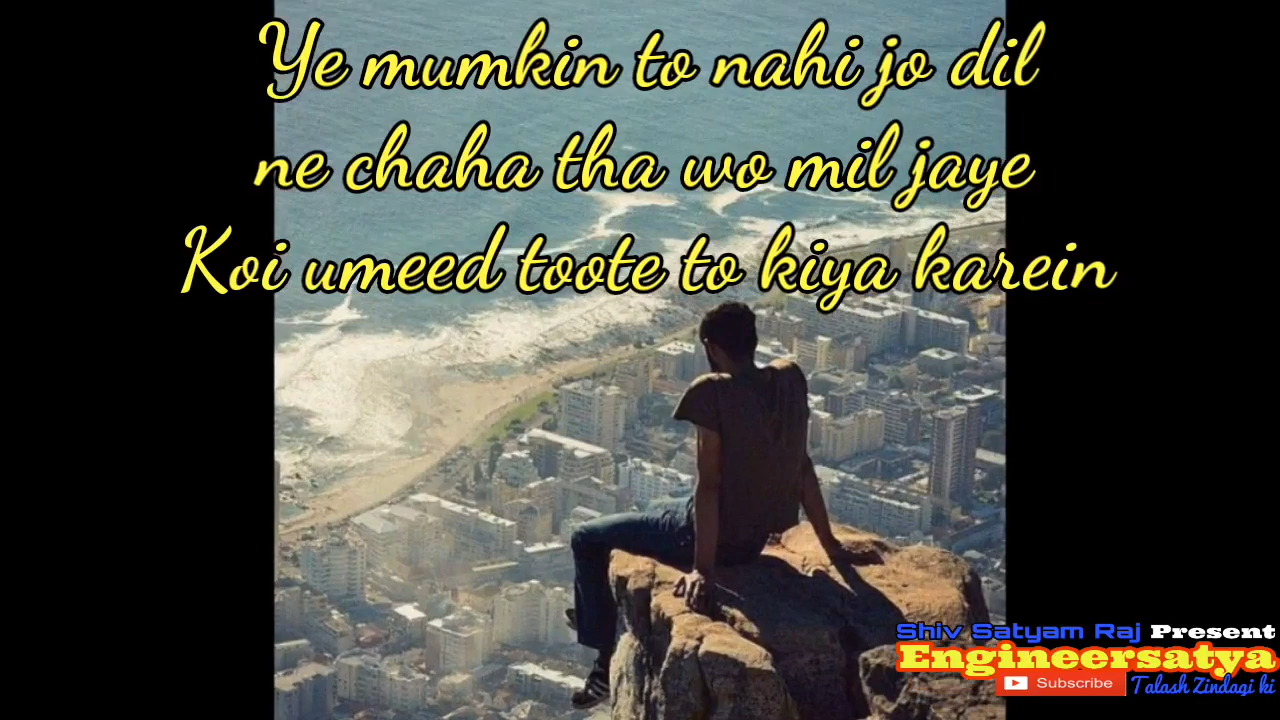 Ye mumkin to nahi jo dil
ne chaha tha wo mil jaye
Koi umeed toote to kiya karein
Shiv Satyam Raj Present
Engineersatya
Subscribe Talash Zindagi ki